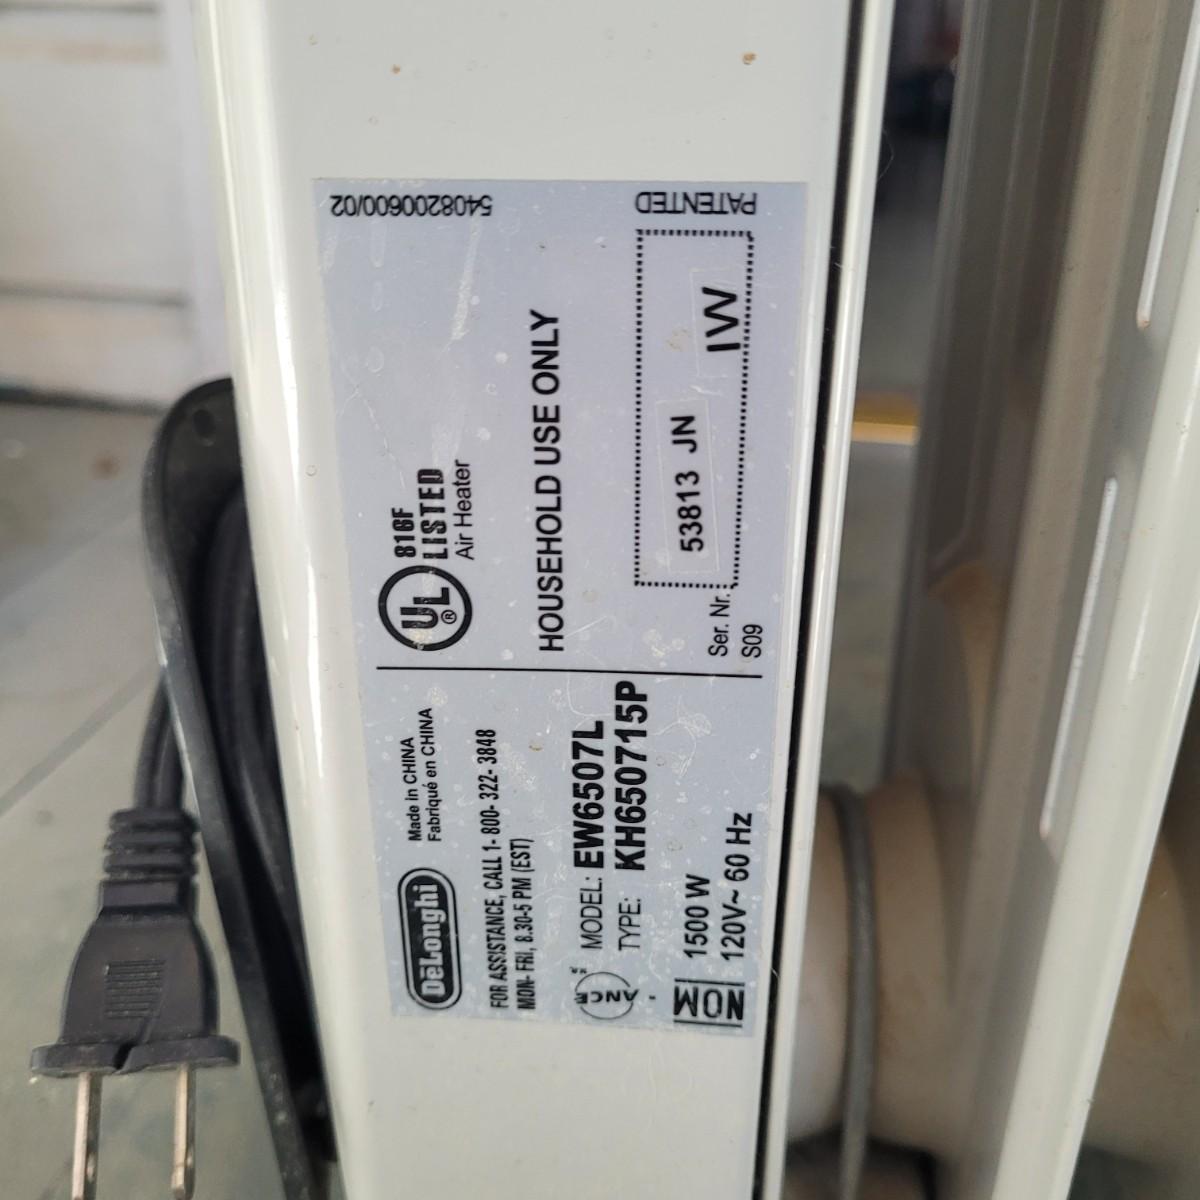 DēLonghi
Made in CHINA
Fabriqué en CHINA
FOR ASSISTANCE, CALL 1- 800- 322- 3848
MON- FRI, 8.30-5 PM (EST)
MODEL: EW6507L
TYPE: KH650715P
ANCE
NOM
1500 W
120V~ 60 Hz
UL
®
816F
LISTED
Air Heater
HOUSEHOLD USE ONLY
Ser. Nr.:
S09
53813 JN
IW
5408200600/02
PATENTED